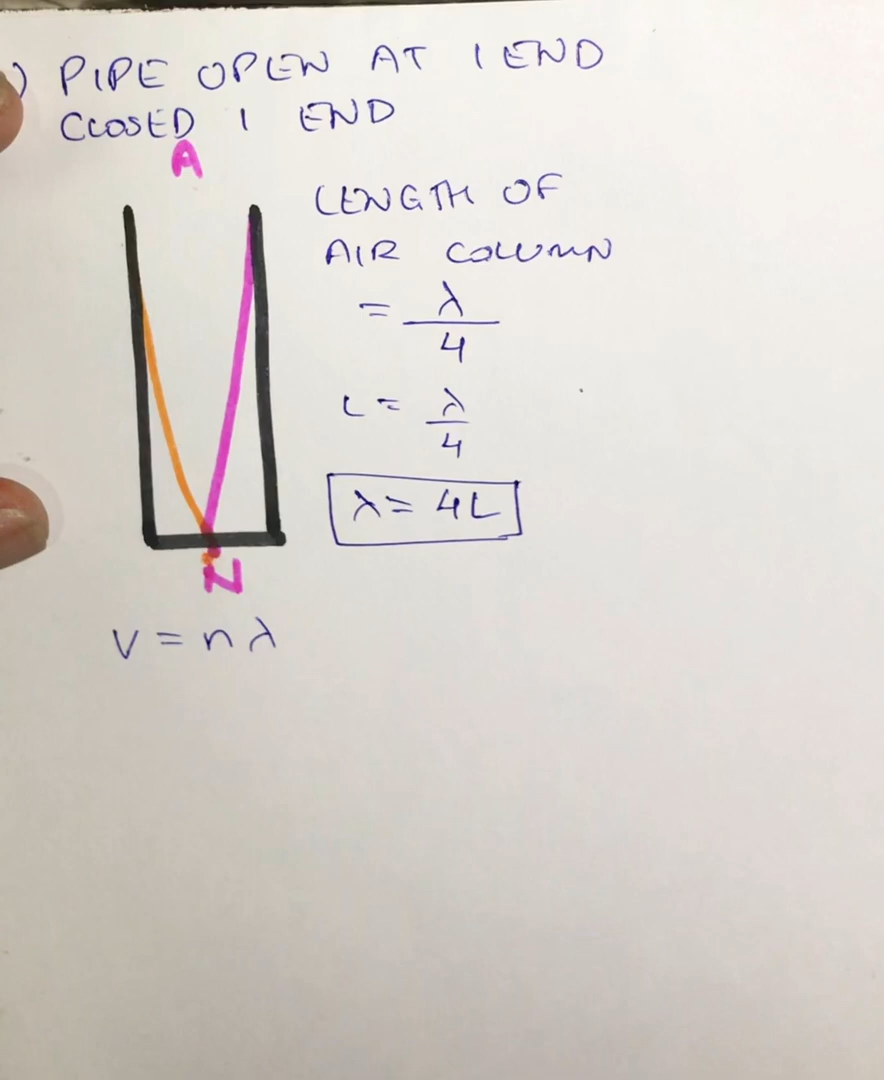 ) PIPE OPEN AT 1 END
CLOSED 1 END
A
LENGTH OF
AIR COLUMN
= λ/4
L = λ/4
λ = 4L
N
V = nλ